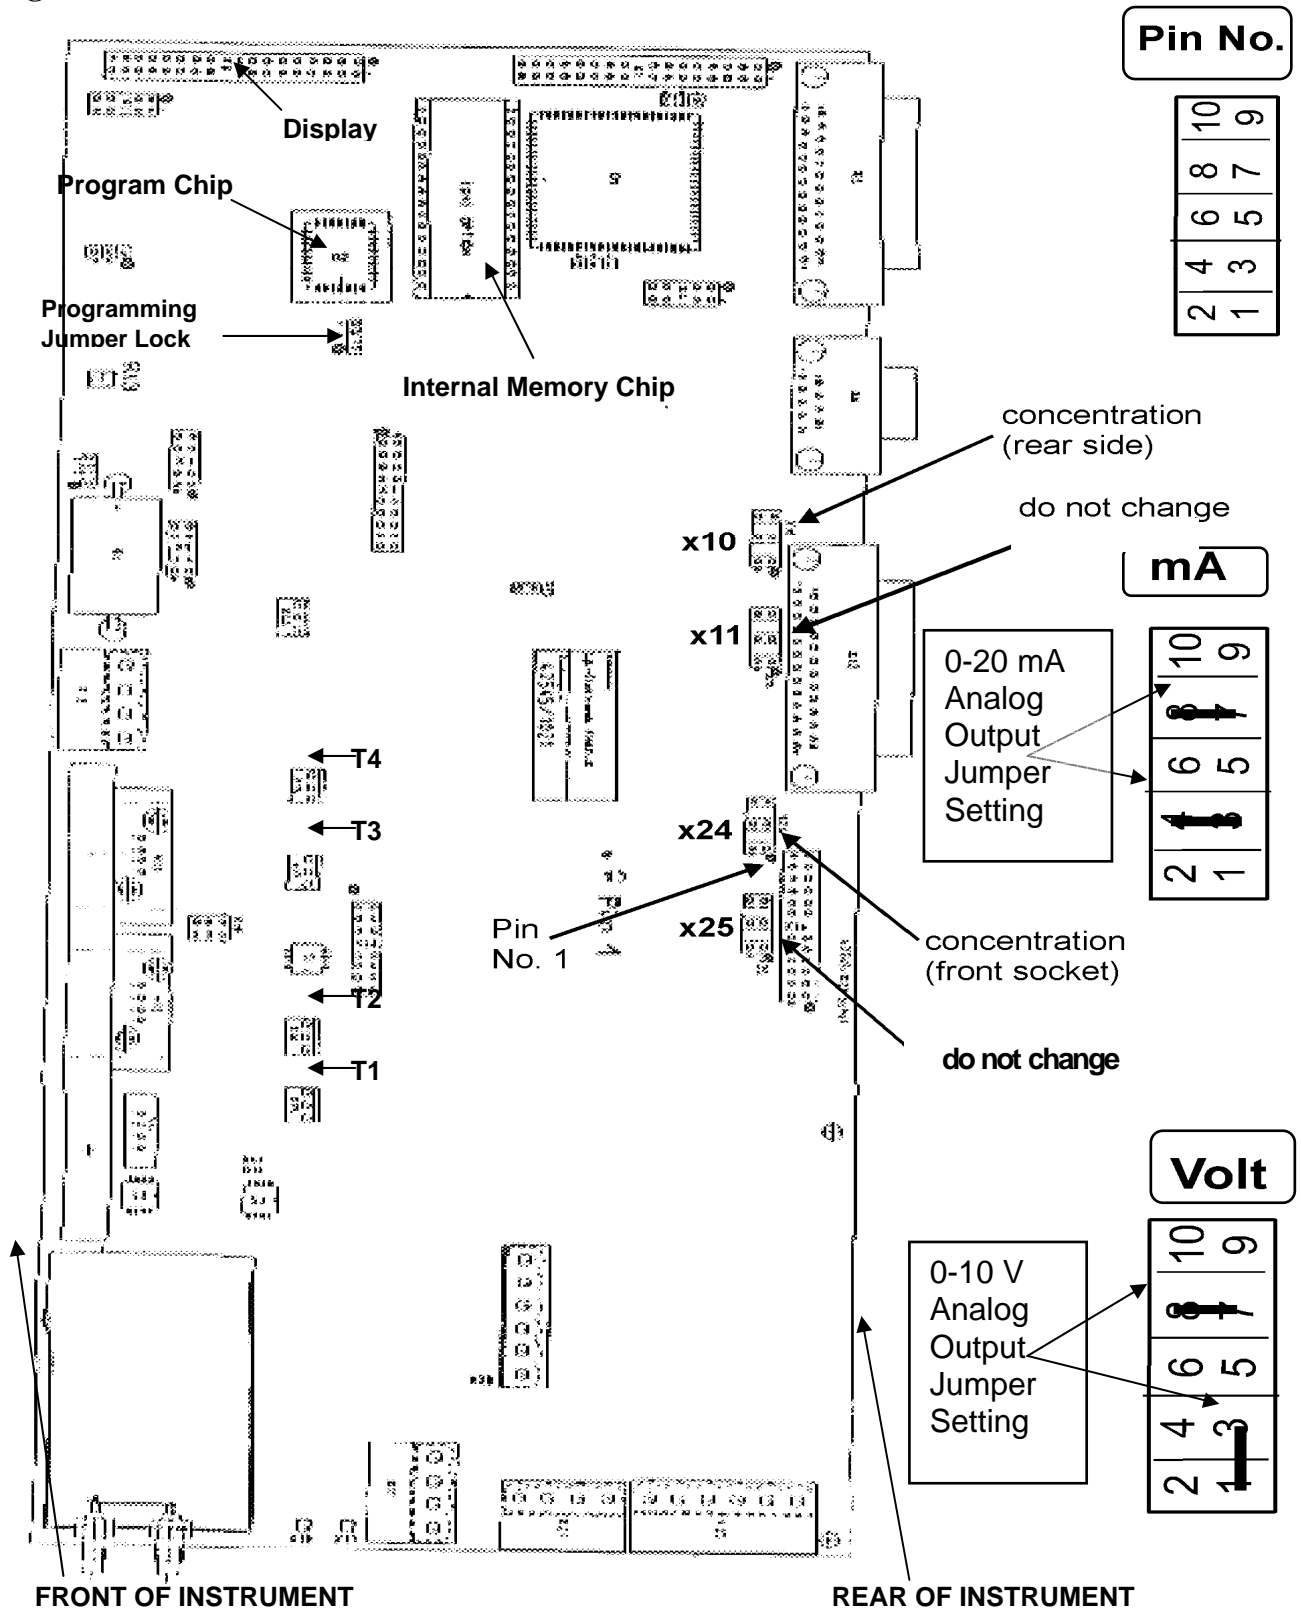 Pin No.
10 9
8 7
6 5
4 3
2 1
Display
Program Chip
Programming
Jumper Lock
Internal Memory Chip
concentration
(rear side)
do not change
x10
mA
x11
0-20 mA
Analog
Output
Jumper
Setting
10 9
8 7
6 5
4 3
2 1
T4
T3
x24
Pin
No. 1
x25
concentration
(front socket)
T2
do not change
T1
Volt
0-10 V
Analog
Output
Jumper
Setting
10 9
8 7
6 5
4 3
2 1
FRONT OF INSTRUMENT
REAR OF INSTRUMENT